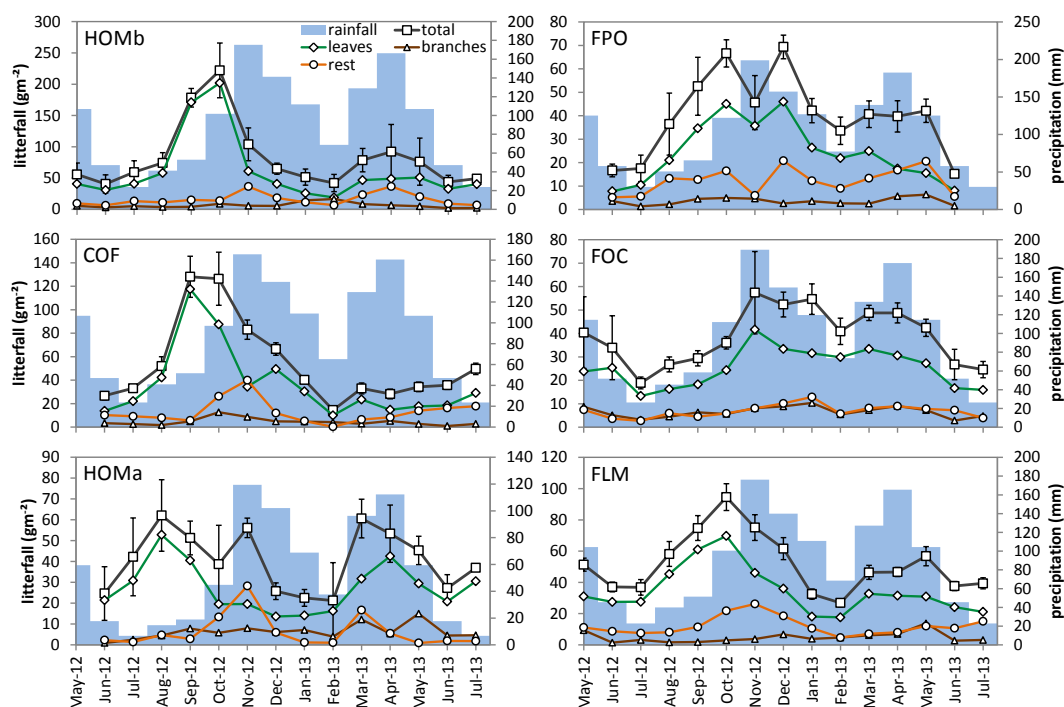 HOMb
rainfall total
leaves branches
rest
litterfall (gm⁻²)
300
250
200
150
100
50
0
200
180
160
140
120
100
80
60
40
20
0
FPO
80
70
60
50
40
30
20
10
0
250
200
150
100
50
0
precipitation (mm)
COF
litterfall (gm⁻²)
160
140
120
100
80
60
40
20
0
180
160
140
120
100
80
60
40
20
0
FOC
80
70
60
50
40
30
20
10
0
200
180
160
140
120
100
80
60
40
20
0
precipitation (mm)
HOMa
litterfall (gm⁻²)
90
80
70
60
50
40
30
20
10
0
140
120
100
80
60
40
20
0
May-12
Jun-12
Jul-12
Aug-12
Sep-12
Oct-12
Nov-12
Dec-12
Jan-13
Feb-13
Mar-13
Apr-13
May-13
Jun-13
Jul-13
FLM
120
100
80
60
40
20
0
200
180
160
140
120
100
80
60
40
20
0
precipitation (mm)
May-12
Jun-12
Jul-12
Aug-12
Sep-12
Oct-12
Nov-12
Dec-12
Jan-13
Feb-13
Mar-13
Apr-13
May-13
Jun-13
Jul-13